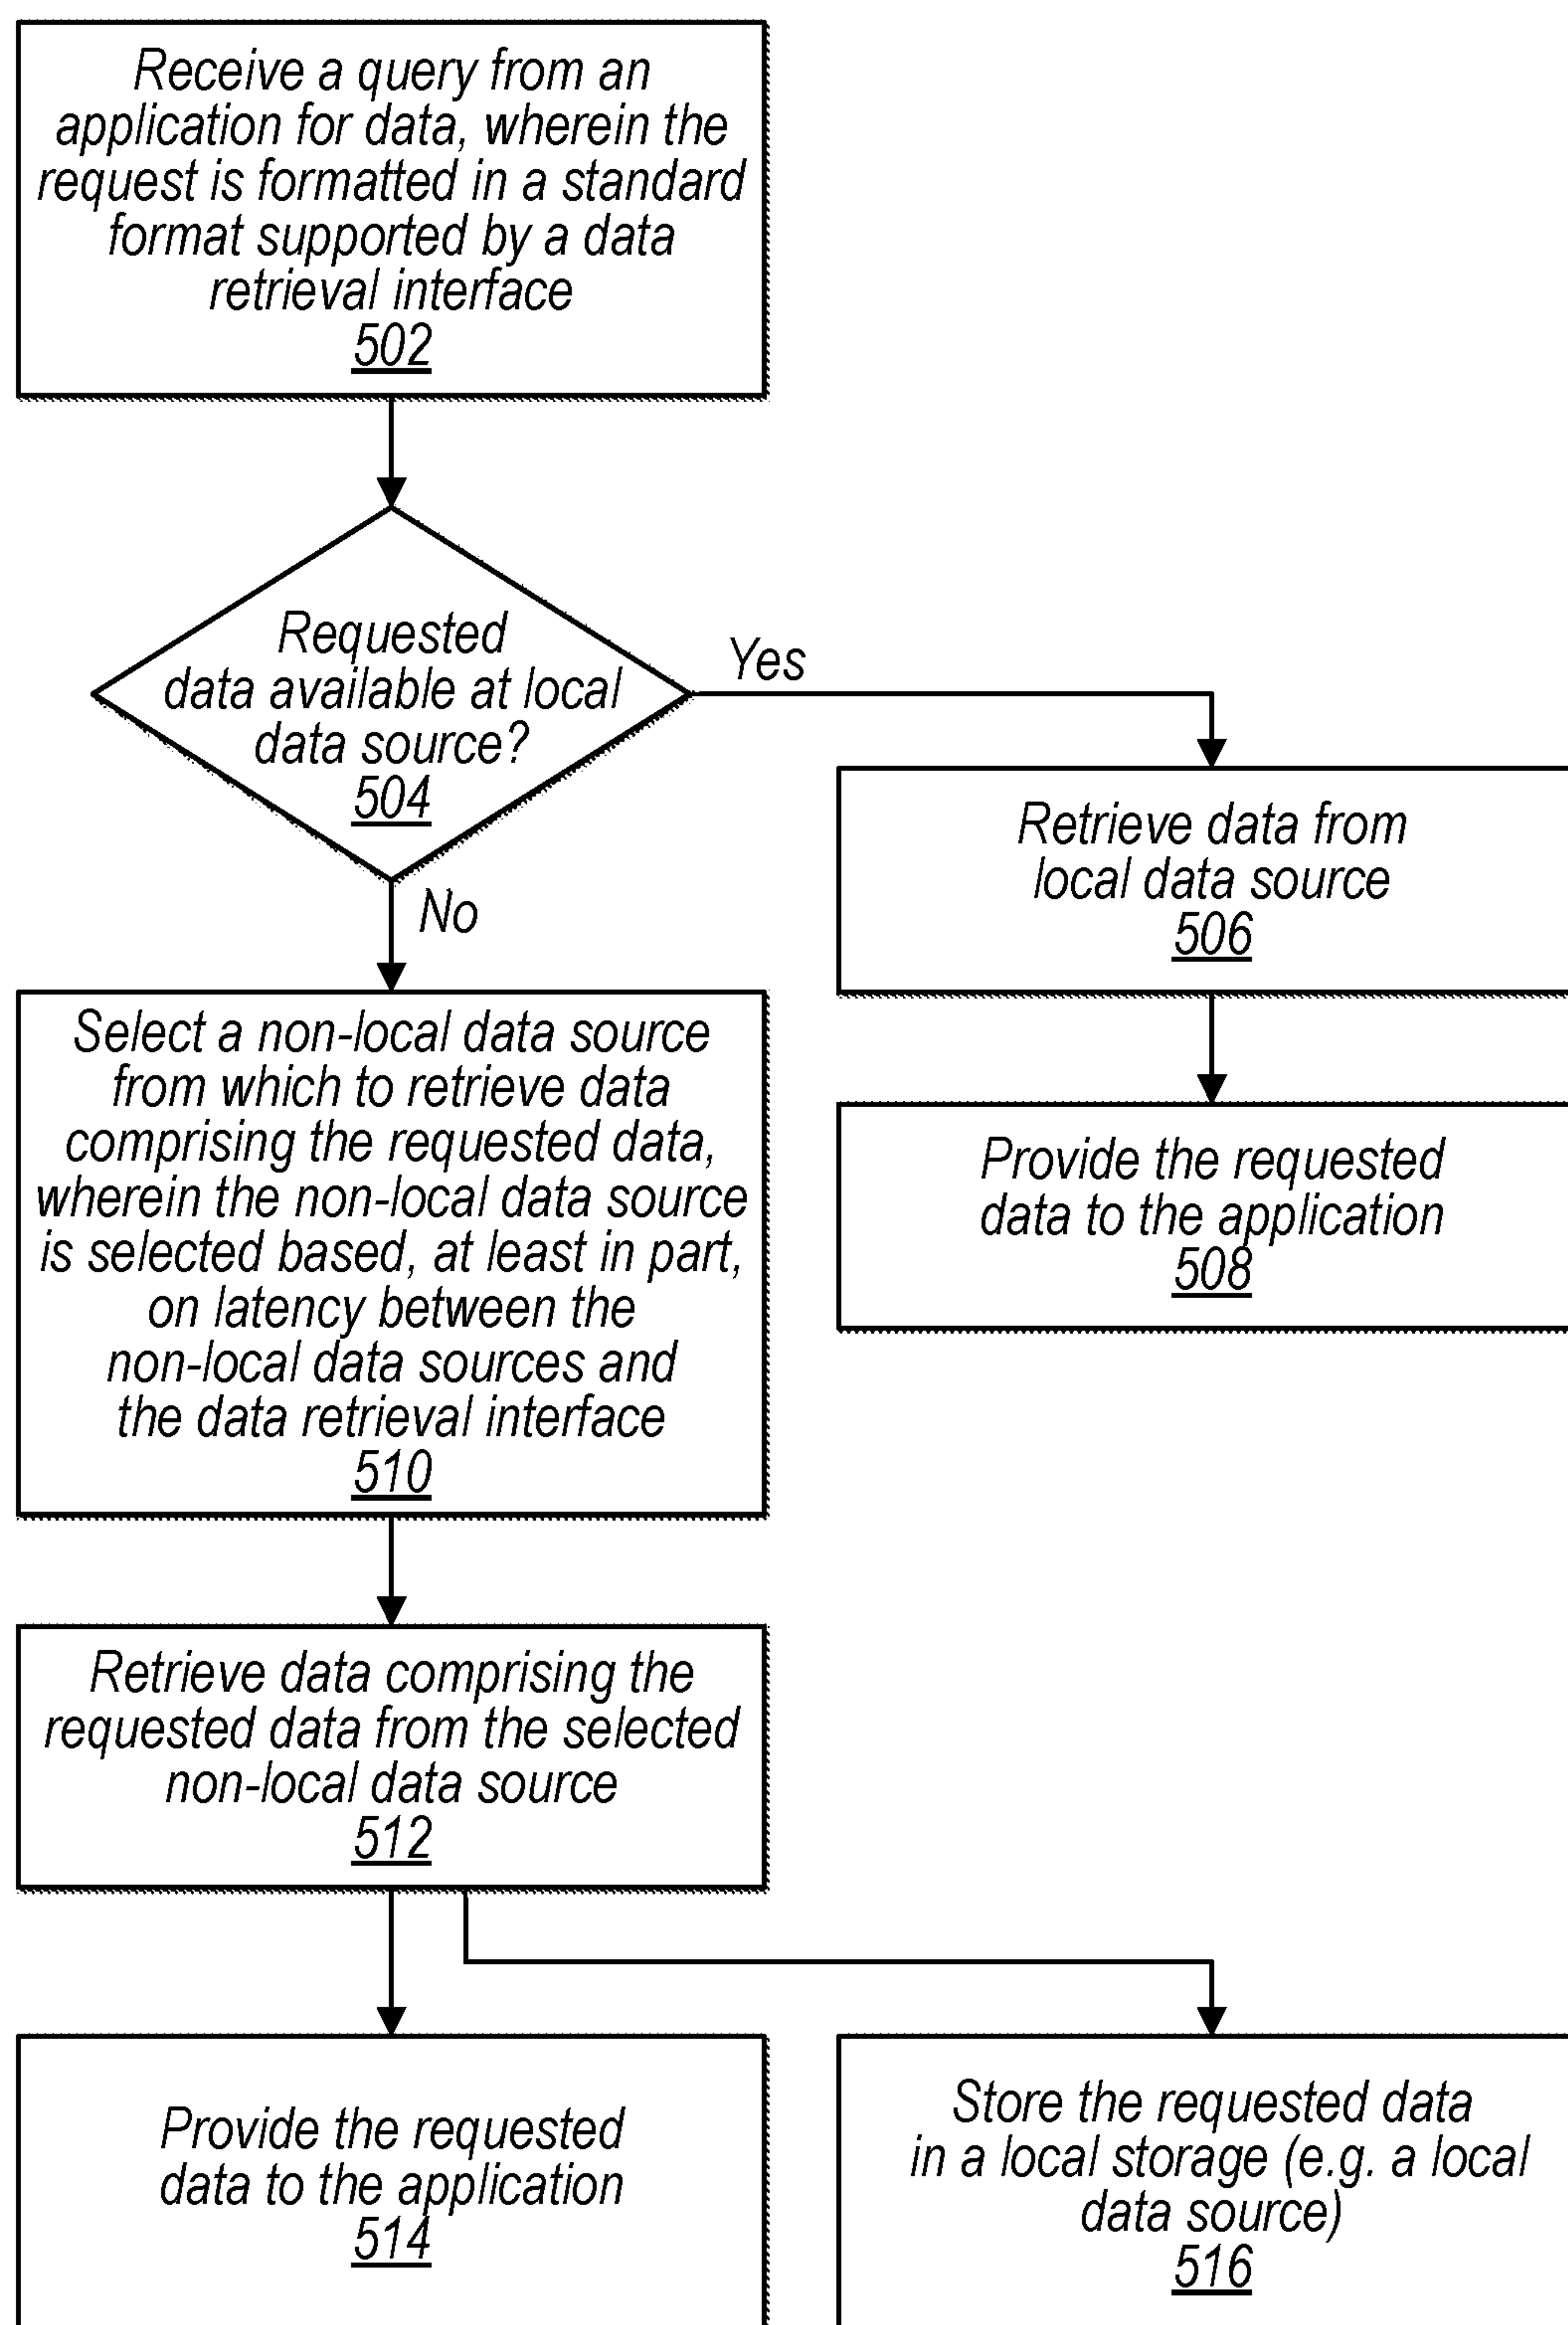 Receive a query from an
application for data, wherein the
request is formatted in a standard
format supported by a data
retrieval interface
502
Requested
data available at local
data source?
504
Yes
No
Retrieve data from
local data source
506
Provide the requested
data to the application
508
Select a non-local data source
from which to retrieve data
comprising the requested data,
wherein the non-local data source
is selected based, at least in part,
on latency between the
non-local data sources and
the data retrieval interface
510
Retrieve data comprising the
requested data from the selected
non-local data source
512
Provide the requested
data to the application
514
Store the requested data
in a local storage (e.g. a local
data source)
516